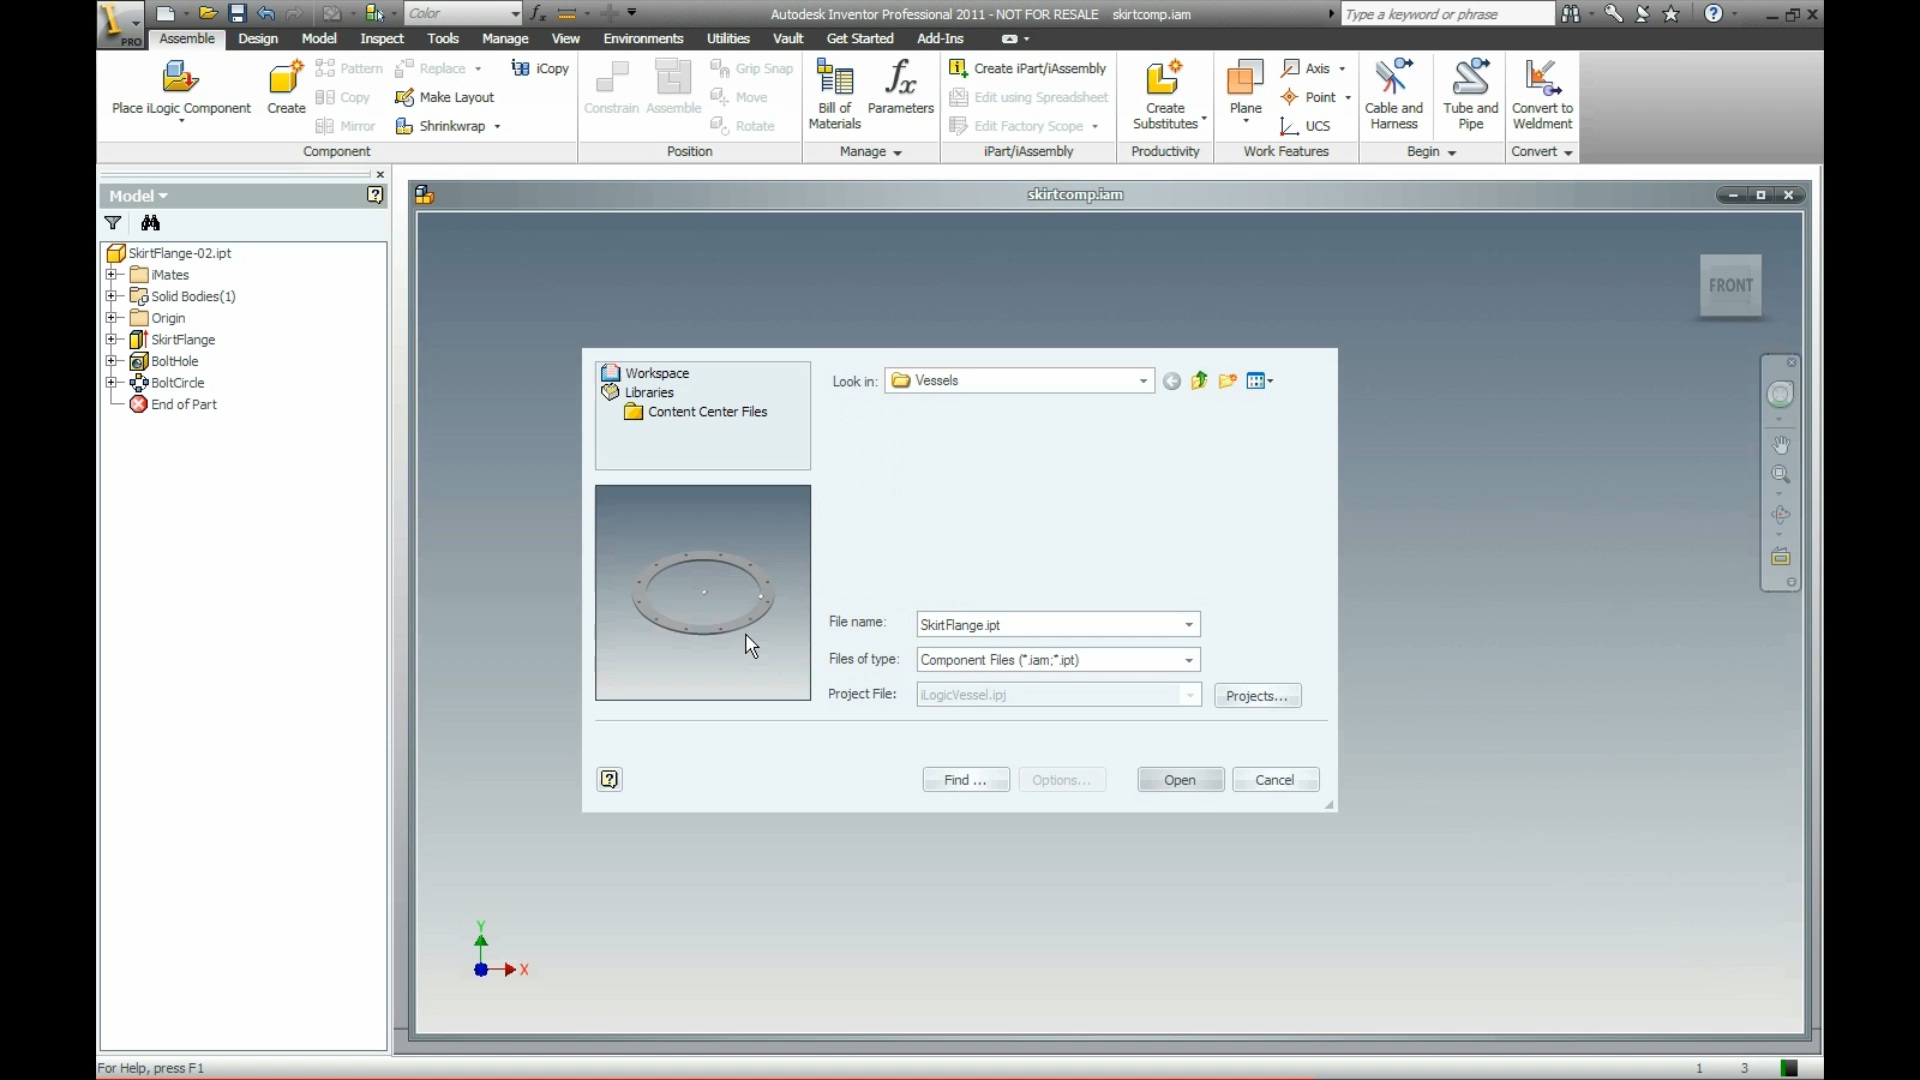 Color
Autodesk Inventor Professional 2011 - NOT FOR RESALE skirtcomp.iam
Type a keyword or phrase
PRO
Assemble Design Model Inspect Tools Manage View Environments Utilities Vault Get Started Add-Ins
Place iLogic Component
Create
Pattern
Copy
Mirror
Replace
Make Layout
Shrinkwrap
iCopy
Component
Constrain
Assemble
Grip Snap
Move
Rotate
Position
Bill of
Materials
Parameters
Manage
Create iPart/iAssembly
Edit using Spreadsheet
Edit Factory Scope
iPart/iAssembly
Create
Substitutes
Productivity
Plane
Axis
Point
UCS
Work Features
Cable and
Harness
Tube and
Pipe
Begin
Convert to
Weldment
Convert
Model
SkirtFlange-02.ipt
iMates
Solid Bodies(1)
Origin
SkirtFlange
BoltHole
BoltCircle
End of Part
skirtcomp.iam
FRONT
Workspace
Libraries
Content Center Files
Look in: Vessels
File name: SkirtFlange.ipt
Files of type: Component Files (*.iam;*.ipt)
Project File: iLogicVessel.ipj
Projects...
Find ...
Options...
Open
Cancel
Y
X
For Help, press F1
1 3